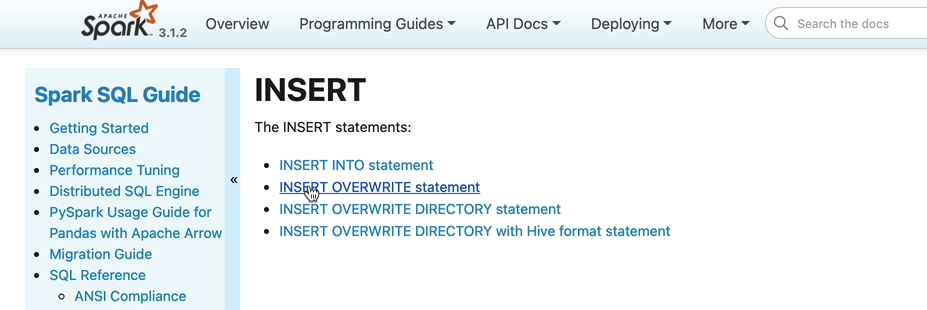 APACHE
Spark 3.1.2 Overview Programming Guides API Docs Deploying More Search the docs
Spark SQL Guide
Getting Started
Data Sources
Performance Tuning
Distributed SQL Engine
PySpark Usage Guide for
Pandas with Apache Arrow
Migration Guide
SQL Reference
ANSI Compliance
«
INSERT
The INSERT statements:
INSERT INTO statement
INSERT OVERWRITE statement
INSERT OVERWRITE DIRECTORY statement
INSERT OVERWRITE DIRECTORY with Hive format statement